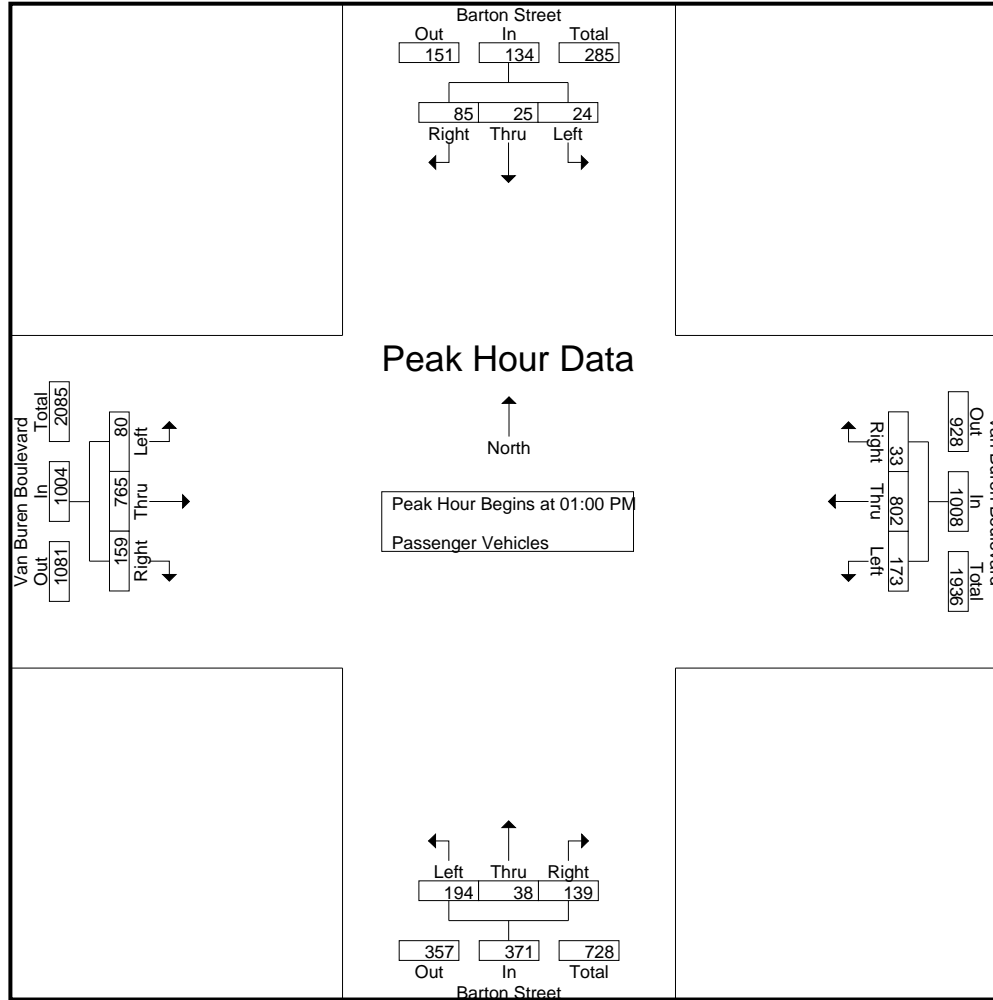 Barton Street
Out In Total
151 134 285
85 25 24
Right Thru Left
Peak Hour Data
North
Peak Hour Begins at 01:00 PM
Passenger Vehicles
Van Buren Boulevard
Out In Total
1081 1004 2085
80 765 159
Left Thru Right
Out In Total
928 1008 1936
33 802 173
Right Thru Left
Left Thru Right
194 38 139
357 371 728
Out In Total
Barton Street